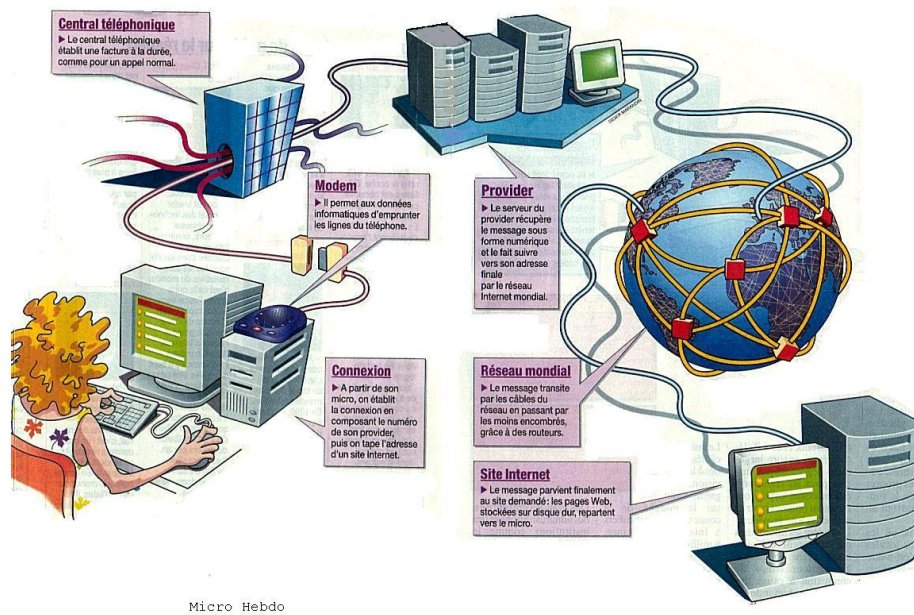 Central téléphonique
► Le central téléphonique
établit une facture à la durée,
comme pour un appel normal.
Modem
► Il permet aux données
informatiques d'emprunter
les lignes du téléphone.
Provider
► Le serveur du
provider récupère
le message sous
forme numérique
et le fait suivre
vers son adresse
finale
par le réseau
Internet mondial.
Connexion
► A partir de son
micro, on établit
la connexion en
composant le numéro
de son provider,
puis on tape l'adresse
d'un site Internet.
Réseau mondial
► Le message transite
par les câbles du
réseau en passant par
les moins encombrés,
grâce à des routeurs.
Site Internet
► Le message parvient finalement
au site demandé : les pages Web,
stockées sur disque dur, repartent
vers le micro.
Micro Hebdo